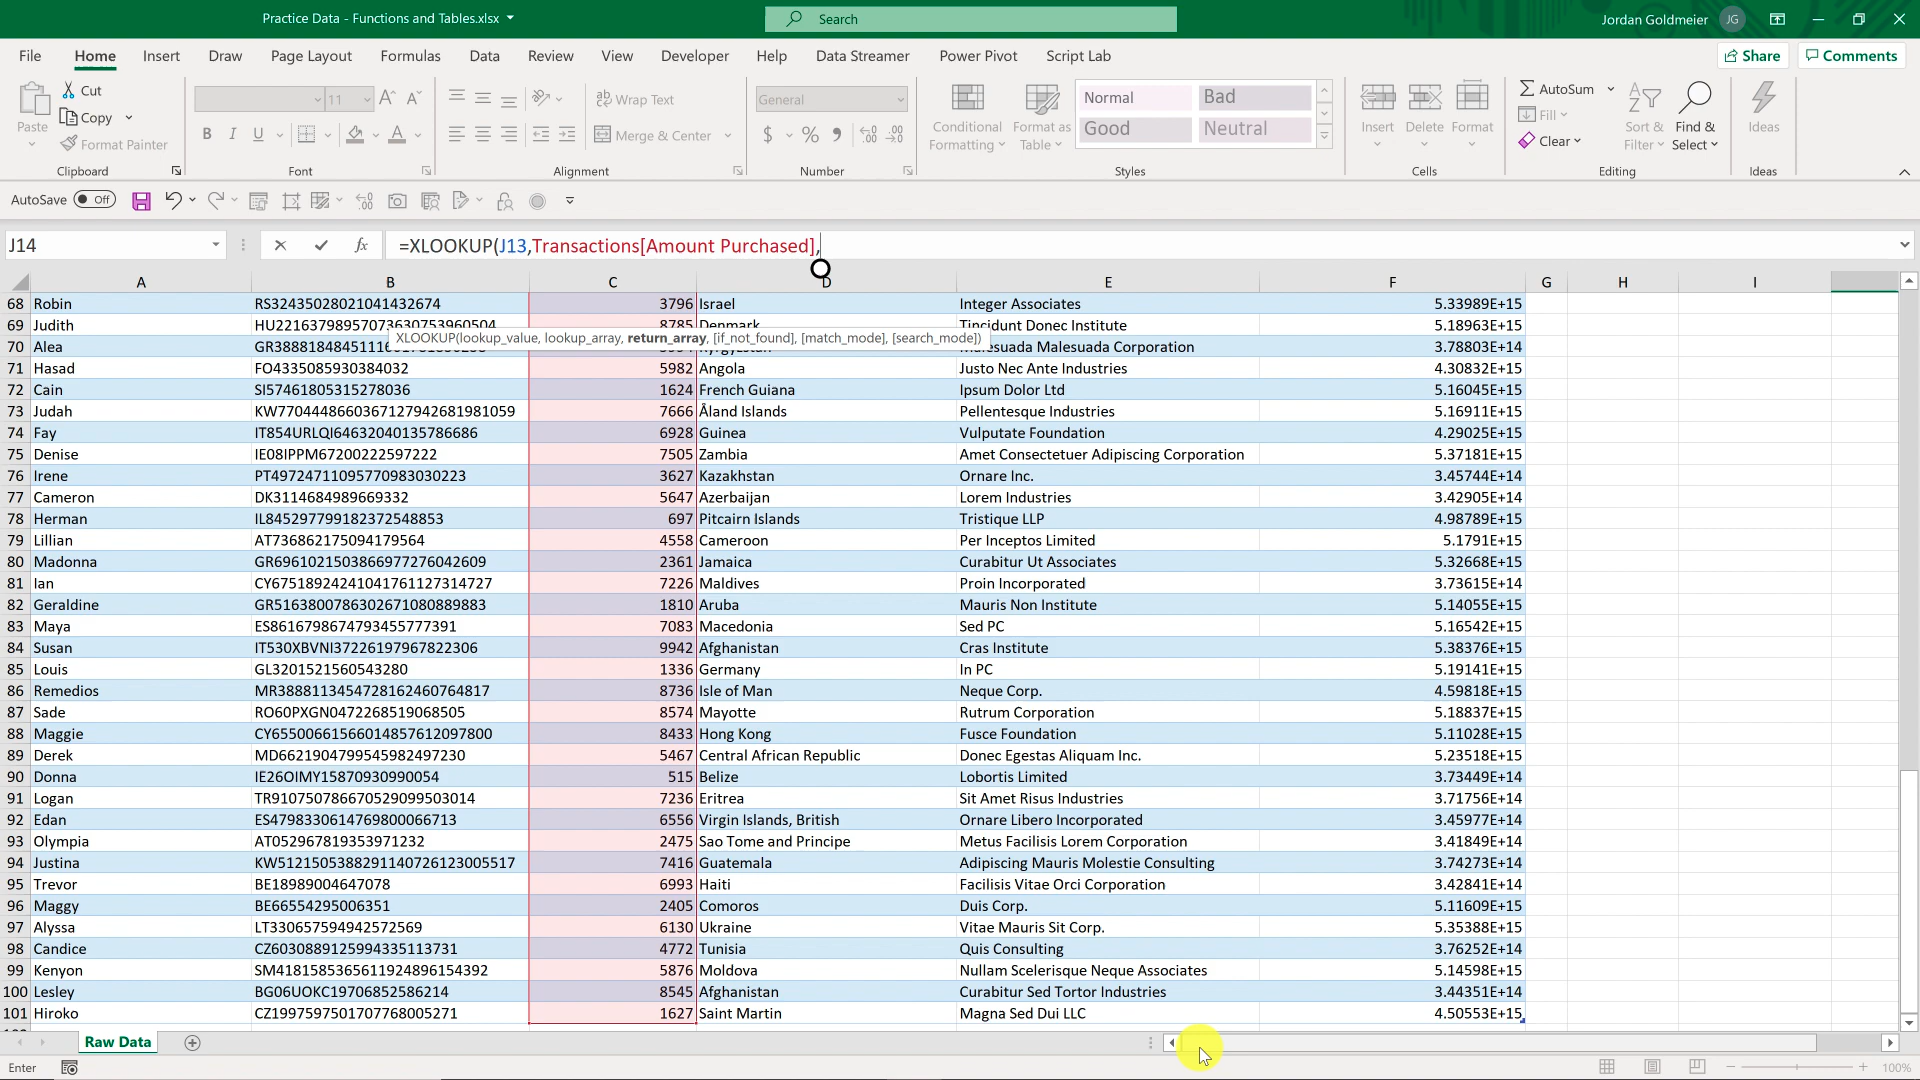 Practice Data - Functions and Tables.xlsx
Search
Jordan Goldmeier JG
File Home Insert Draw Page Layout Formulas Data Review View Developer Help Data Streamer Power Pivot Script Lab Share Comments
Paste Cut Copy Format Painter
Clipboard
11
Font
Wrap Text
Merge & Center
Alignment
General
Number
Conditional Formatting
Format as Table
Normal Bad
Good Neutral
Styles
Insert Delete Format
Cells
AutoSum Fill Clear
Sort & Filter
Find & Select
Editing
Ideas
Ideas
AutoSave Off
J14 fx =XLOOKUP(J13,Transactions[Amount Purchased],
A B C D E F G H I
XLOOKUP(lookup_value, lookup_array, return_array, [if_not_found], [match_mode], [search_mode])
68 Robin RS32435028021041432674 3796 Israel Integer Associates 5.33989E+15
69 Judith HU22163798957073630753960504 8785 Denmark Tincidunt Donec Institute 5.18963E+15
70 Alea Malesuada Malesuada Corporation 3.78803E+14
71 Hasad FO4335085930384032 5982 Angola Justo Nec Ante Industries 4.30832E+15
72 Cain SI57461805315278036 1624 French Guiana Ipsum Dolor Ltd 5.16045E+15
73 Judah KW7704448660367127942681981059 7666 Åland Islands Pellentesque Industries 5.16911E+15
74 Fay IT854URLQI64632040135786686 6928 Guinea Vulputate Foundation 4.29025E+15
75 Denise IE08IPPM67200222597222 7505 Zambia Amet Consectetuer Adipiscing Corporation 5.37181E+15
76 Irene PT49724711095770983030223 3627 Kazakhstan Ornare Inc. 3.45744E+14
77 Cameron DK3114684989669332 5647 Azerbaijan Lorem Industries 3.42905E+14
78 Herman IL845297799182372548853 697 Pitcairn Islands Tristique LLP 4.98789E+15
79 Lillian AT736862175094179564 4558 Cameroon Per Inceptos Limited 5.1791E+15
80 Madonna GR6961021503866977276042609 2361 Jamaica Curabitur Ut Associates 5.32668E+15
81 Ian CY67518924241041761127314727 7226 Maldives Proin Incorporated 3.73615E+14
82 Geraldine GR5163800786302671080889883 1810 Aruba Mauris Non Institute 5.14055E+15
83 Maya ES8616798674793455777391 7083 Macedonia Sed PC 5.16542E+15
84 Susan IT530XBVNI37226197967822306 9942 Afghanistan Cras Institute 5.38376E+15
85 Louis GL3201521560543280 1336 Germany In PC 5.19141E+15
86 Remedios MR3888113454728162460764817 8736 Isle of Man Neque Corp. 4.59818E+15
87 Sade RO60PXGN0472268519068505 8574 Mayotte Rutrum Corporation 5.18837E+15
88 Maggie CY65500661566014857612097800 8433 Hong Kong Fusce Foundation 5.11028E+15
89 Derek MD6621904799545982497230 5467 Central African Republic Donec Egestas Aliquam Inc. 5.23518E+15
90 Donna IE26OIMY15870930990054 515 Belize Lobortis Limited 3.73449E+14
91 Logan TR910750786670529099503014 7236 Eritrea Sit Amet Risus Industries 3.71756E+14
92 Edan ES4798330614769800066713 6556 Virgin Islands, British Ornare Libero Incorporated 3.45977E+14
93 Olympia AT052967819353971232 2475 Sao Tome and Principe Metus Facilisis Lorem Corporation 3.41849E+14
94 Justina KW5121505388291140726123005517 7416 Guatemala Adipiscing Mauris Molestie Consulting 3.74273E+14
95 Trevor BE18989004647078 6993 Haiti Facilisis Vitae Orci Corporation 3.42841E+14
96 Maggy BE66554295006351 2405 Comoros Duis Corp. 5.11609E+15
97 Alyssa LT330657594942572569 6130 Ukraine Vitae Mauris Sit Corp. 5.35388E+15
98 Candice CZ6030889125994335113731 4772 Tunisia Quis Consulting 3.76252E+14
99 Kenyon SM4181585365611924896154392 5876 Moldova Nullam Scelerisque Neque Associates 5.14598E+15
100 Lesley BG06UOKC19706852586214 8545 Afghanistan Curabitur Sed Tortor Industries 3.44351E+14
101 Hiroko CZ1997597501707768005271 1627 Saint Martin Magna Sed Dui LLC 4.50553E+15
Raw Data
Enter 100%